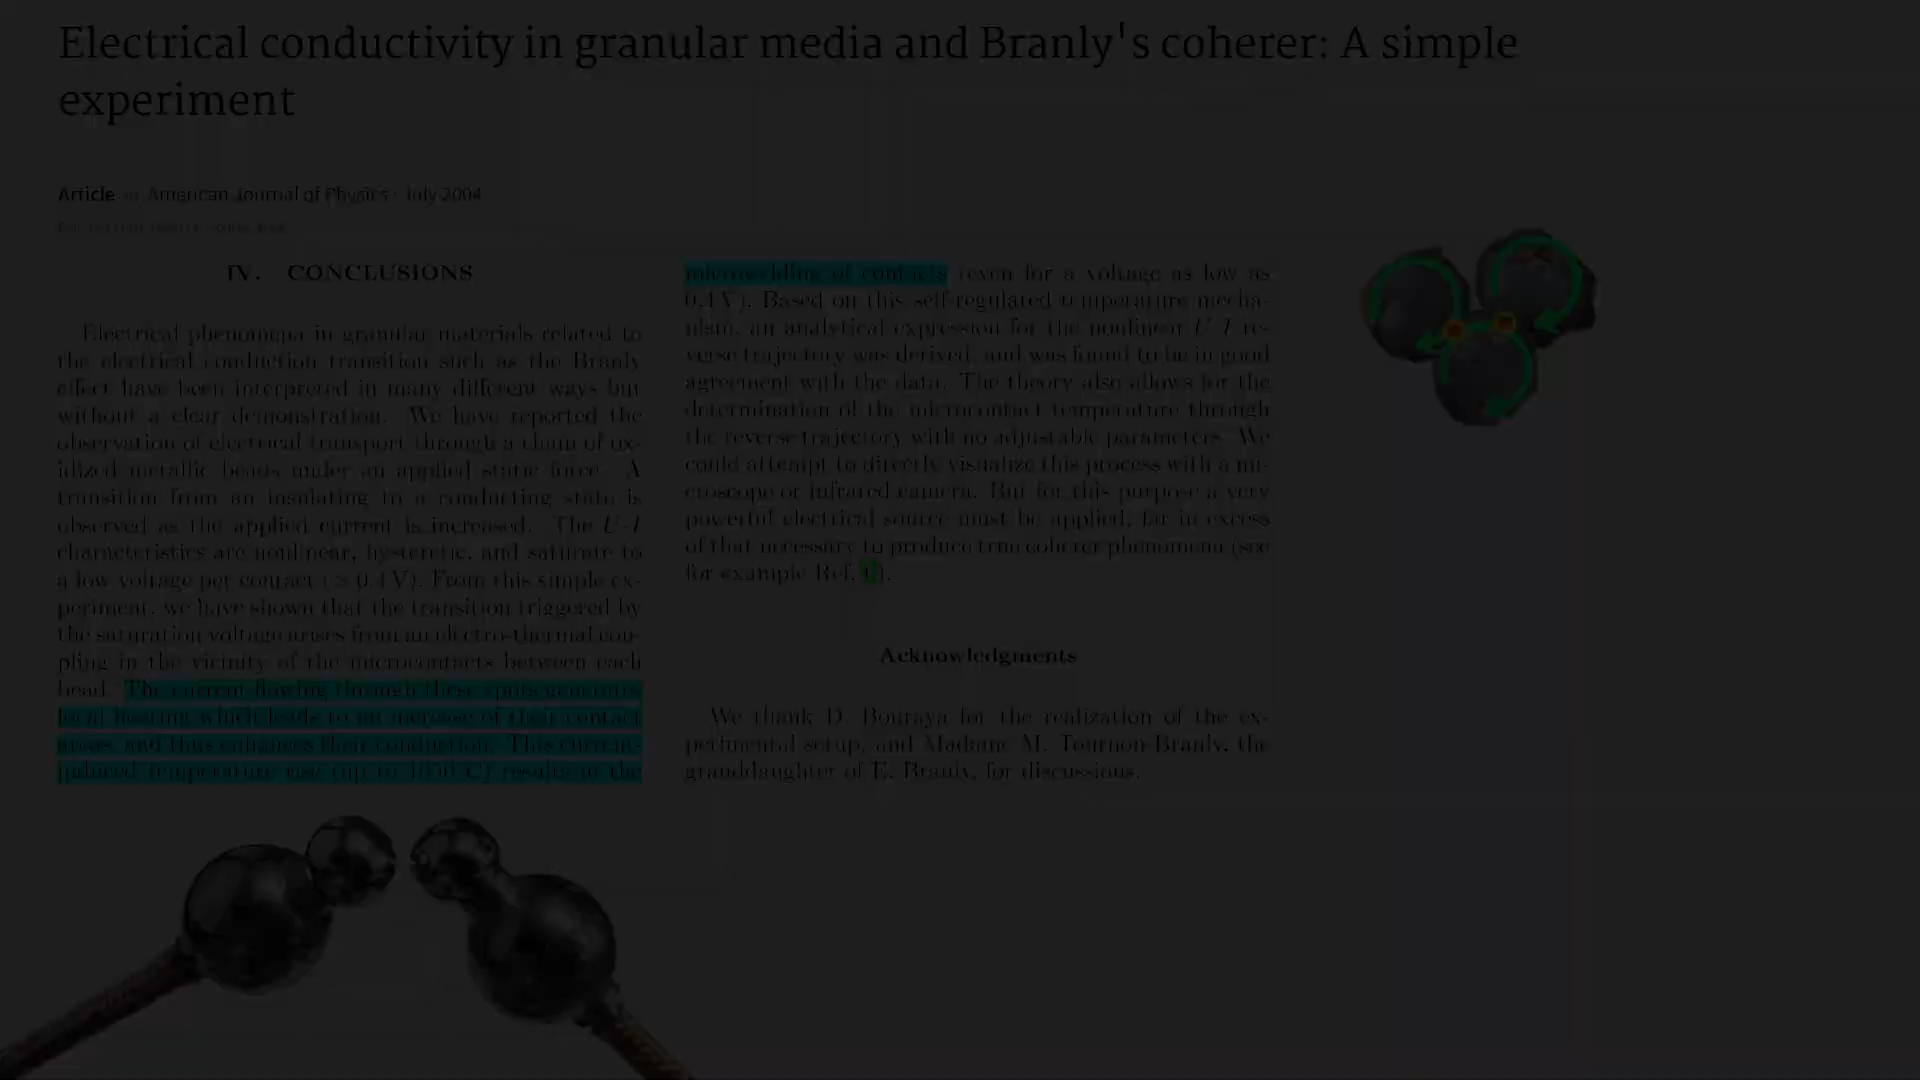 Electrical conductivity in granular media and Branly's coherer: A simple
experiment
Article in American Journal of Physics · July 2004
IV. CONCLUSIONS
Electrical phenomena in granular materials related to
the electrical conduction transition such as the Branly
effect have been interpreted in many different ways but
without a clear demonstration. We have reported the
observation of electrical transport through a chain of ox-
idized metallic beads under an applied static force. A
transition from an insulating to a conducting state is
observed as the applied current is increased. The U-I
characteristics are nonlinear, hysteretic, and saturate to
a low voltage per contact (≃ 0.4 V). From this simple ex-
periment, we have shown that the transition triggered by
the saturation voltage arises from an electro-thermal cou-
pling in the vicinity of the microcontacts between each
bead. The current flowing through these spots generates
local heating which leads to an increase of their contact
areas, and thus enhances their conduction. This current-
induced temperature rise (up to 1050°C) results in the
microwelding of contacts (even for a voltage as low as
0.4 V). Based on this self-regulated temperature mecha-
nism, an analytical expression for the nonlinear U-I re-
verse trajectory was derived, and was found to be in good
agreement with the data. The theory also allows for the
determination of the microcontact temperature through
the reverse trajectory with no adjustable parameters. We
could attempt to directly visualize this process with a mi-
croscope or infrared camera. But for this purpose a very
powerful electrical source must be applied, far in excess
of that necessary to produce true coherer phenomena (see
for example Ref. ).
Acknowledgments
We thank D. Bouraya for the realization of the ex-
perimental setup, and Madame M. Tournon-Branly, the
granddaughter of E. Branly, for discussions.